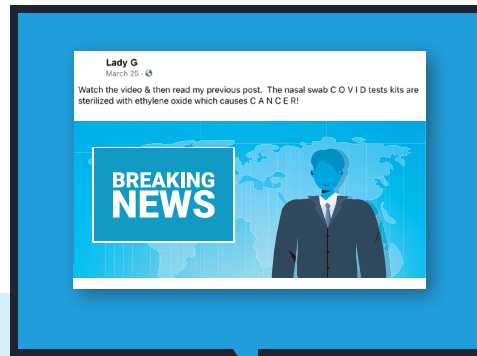 Lady G
March 25 ·
Watch the video & then read my previous post. The nasal swab C O V I D tests kits are
sterilized with ethylene oxide which causes C A N C E R!
BREAKING
NEWS